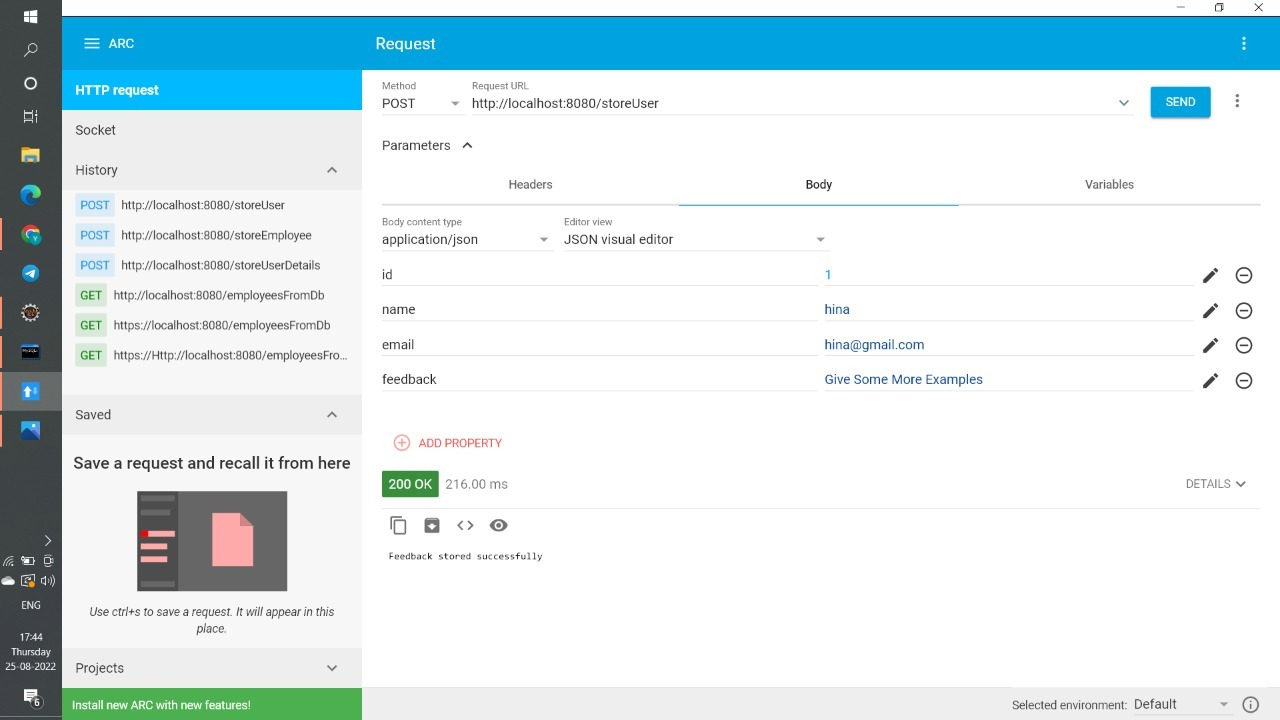 ARC
Request
HTTP request
Socket
History
POST http://localhost:8080/storeUser
POST http://localhost:8080/storeEmployee
POST http://localhost:8080/storeUserDetails
GET http://localhost:8080/employeesFromDb
GET https://localhost:8080/employeesFromDb
GET https://Http://localhost:8080/employeesFro...
Saved
Save a request and recall it from here
Use ctrl+s to save a request. It will appear in this
place.
Projects
Install new ARC with new features!
Method
Request URL
POST
http://localhost:8080/storeUser
SEND
Parameters
Headers
Body
Variables
Body content type
Editor view
application/json
JSON visual editor
id
1
name
hina
email
hina@gmail.com
feedback
Give Some More Examples
ADD PROPERTY
200 OK 216.00 ms
DETAILS
Feedback stored successfully
Selected environment: Default
ENG
17:44
Thursday
25-08-2022
6